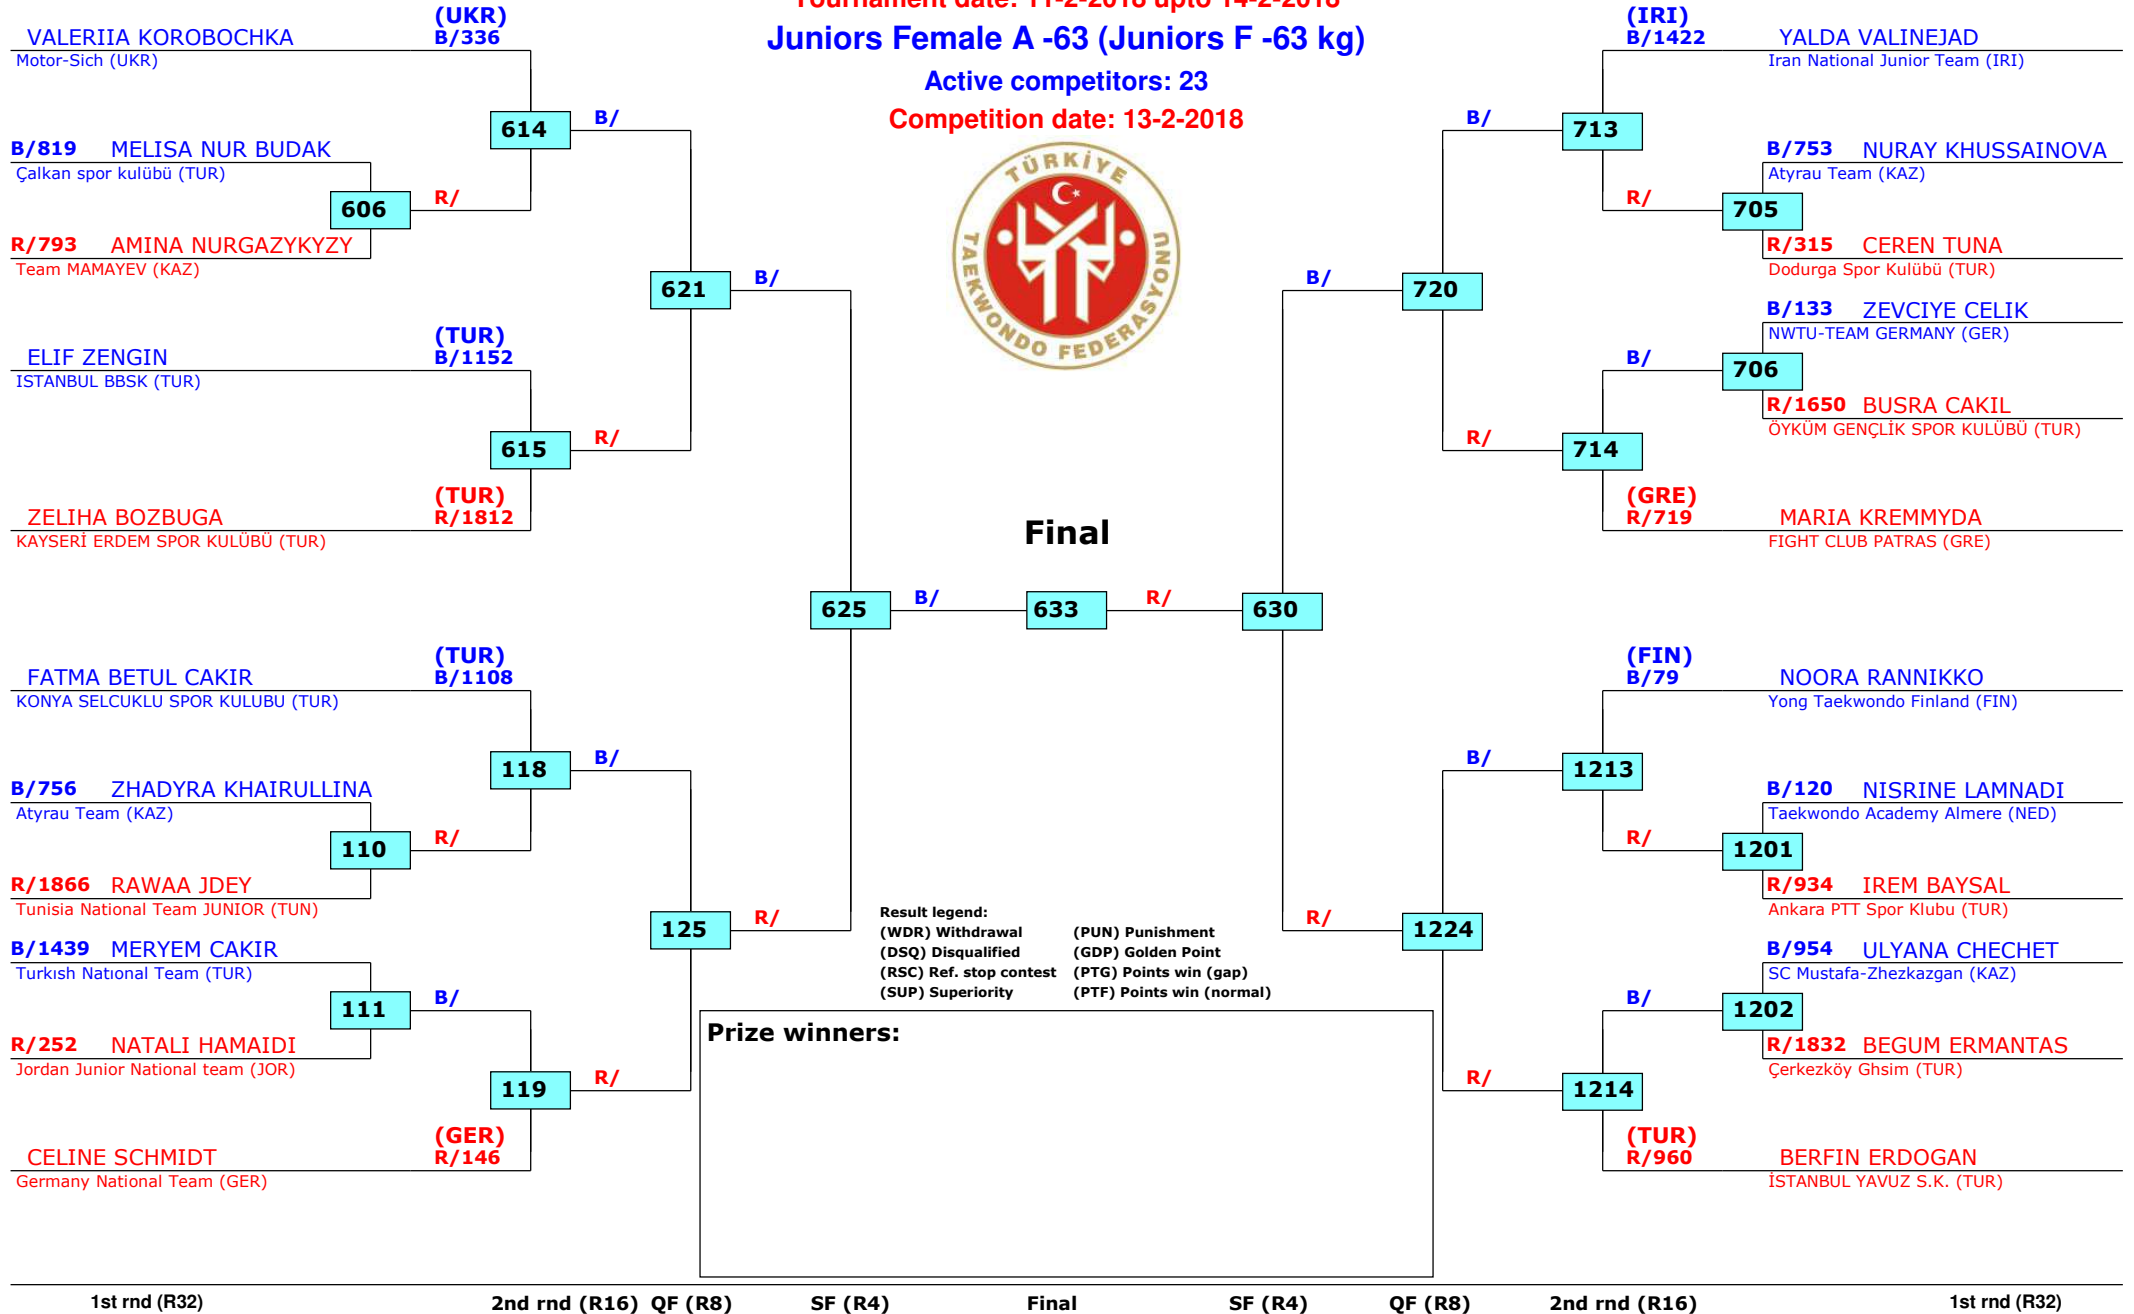 Tournament date: 11-2-2018 upto 14-2-2018
Juniors Female A -63 (Juniors F -63 kg)
Active competitors: 23
Competition date: 13-2-2018
TÜRKİYE
TAEKWONDO FEDERASYONU
(UKR)
VALERIIA KOROBOCHKA B/336
Motor-Sich (UKR)
614
B/
B/819 MELISA NUR BUDAK
Çalkan spor kulübü (TUR)
606
R/
R/793 AMINA NURGAZYKYZY
Team MAMAYEV (KAZ)
621
B/
(TUR)
ELIF ZENGIN B/1152
ISTANBUL BBSK (TUR)
615
R/
(TUR)
ZELIHA BOZBUGA R/1812
KAYSERİ ERDEM SPOR KULÜBÜ (TUR)
625
B/
(TUR)
FATMA BETUL CAKIR B/1108
KONYA SELCUKLU SPOR KULUBU (TUR)
118
B/
B/756 ZHADYRA KHAIRULLINA
Atyrau Team (KAZ)
110
R/
R/1866 RAWAA JDEY
Tunisia National Team JUNIOR (TUN)
125
R/
B/1439 MERYEM CAKIR
Turkısh Natıonal Team (TUR)
111
B/
R/252 NATALI HAMAIDI
Jordan Junior National team (JOR)
119
R/
(GER)
CELINE SCHMIDT R/146
Germany National Team (GER)
Final
633
R/
630
(IRI)
B/1422 YALDA VALINEJAD
Iran National Junior Team (IRI)
B/
713
B/753 NURAY KHUSSAINOVA
Atyrau Team (KAZ)
R/
705
R/315 CEREN TUNA
Dodurga Spor Kulübü (TUR)
B/
720
B/133 ZEVCIYE CELIK
NWTU-TEAM GERMANY (GER)
B/
706
R/1650 BUSRA CAKIL
ÖYKÜM GENÇLİK SPOR KULÜBÜ (TUR)
R/
714
(GRE)
R/719 MARIA KREMMYDA
FIGHT CLUB PATRAS (GRE)
(FIN)
B/79 NOORA RANNIKKO
Yong Taekwondo Finland (FIN)
B/
1213
B/120 NISRINE LAMNADI
Taekwondo Academy Almere (NED)
R/
1201
R/934 IREM BAYSAL
Ankara PTT Spor Klubu (TUR)
R/
1224
B/954 ULYANA CHECHET
SC Mustafa-Zhezkazgan (KAZ)
B/
1202
R/1832 BEGUM ERMANTAS
Çerkezköy Ghsim (TUR)
R/
1214
(TUR)
R/960 BERFIN ERDOGAN
İSTANBUL YAVUZ S.K. (TUR)
Result legend:
(WDR) Withdrawal (PUN) Punishment
(DSQ) Disqualified (GDP) Golden Point
(RSC) Ref. stop contest (PTG) Points win (gap)
(SUP) Superiority (PTF) Points win (normal)
Prize winners:
1st rnd (R32) 2nd rnd (R16) QF (R8) SF (R4) Final SF (R4) QF (R8) 2nd rnd (R16) 1st rnd (R32)